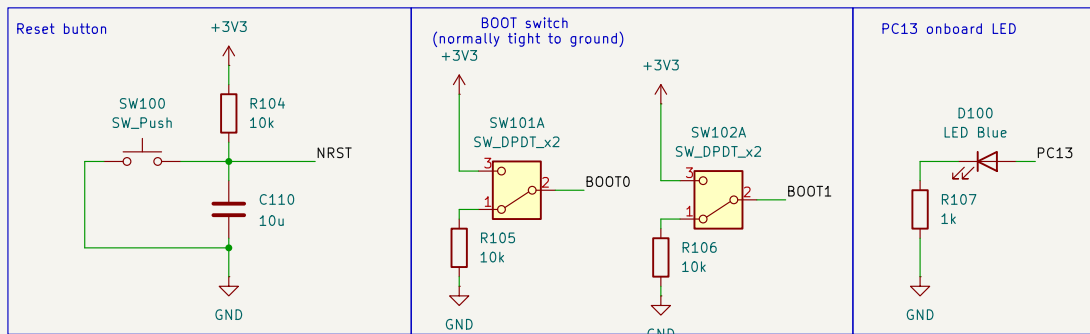 Reset button
+3V3
R104
10k
SW100
SW_Push
NRST
C110
10u
GND
BOOT switch
(normally tight to ground)
+3V3
SW101A
SW_DPDT_x2
3
2
1
BOOT0
R105
10k
GND
+3V3
SW102A
SW_DPDT_x2
3
2
1
BOOT1
R106
10k
GND
PC13 onboard LED
D100
LED Blue
PC13
R107
1k
GND